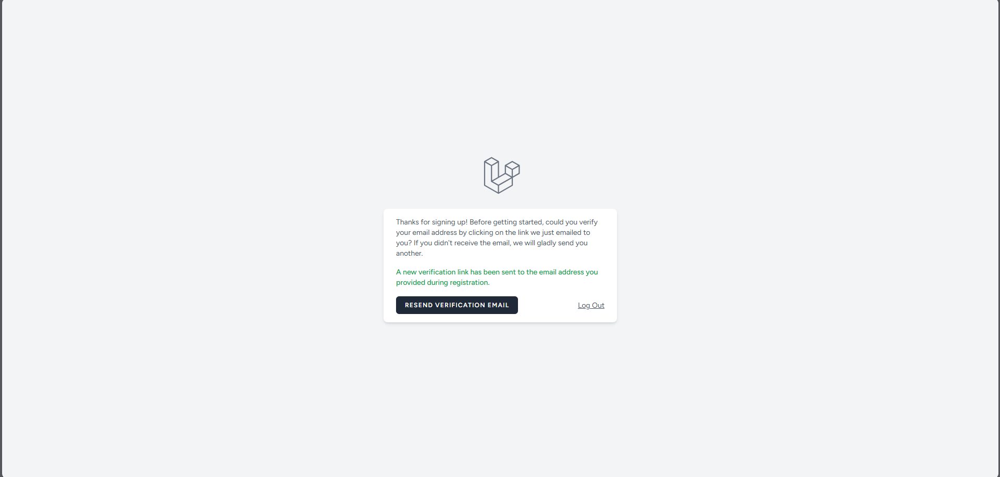 Thanks for signing up! Before getting started, could you verify
your email address by clicking on the link we just emailed to
you? If you didn't receive the email, we will gladly send you
another.
A new verification link has been sent to the email address you
provided during registration.
RESEND VERIFICATION EMAIL
Log Out